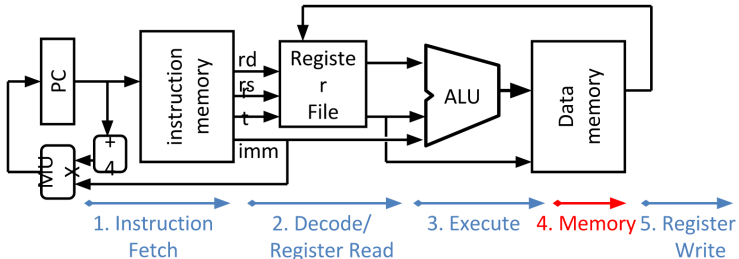 PC
+
4
MU
X
instruction
memory
rd
rs
r
t
imm
Registe
r
File
ALU
Data
memory
1. Instruction
Fetch
2. Decode/
Register Read
3. Execute
4. Memory
5. Register
Write